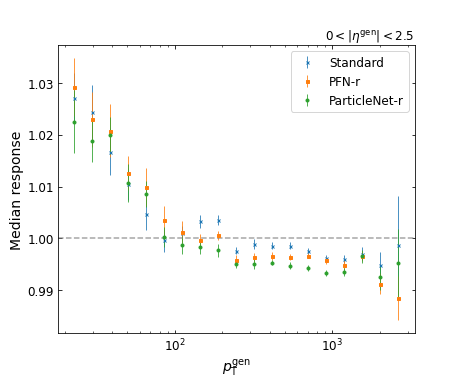 0 < |η^gen| < 2.5
Standard
PFN-r
ParticleNet-r
1.03
1.02
1.01
1.00
0.99
Median response
10^2
10^3
p_T^gen